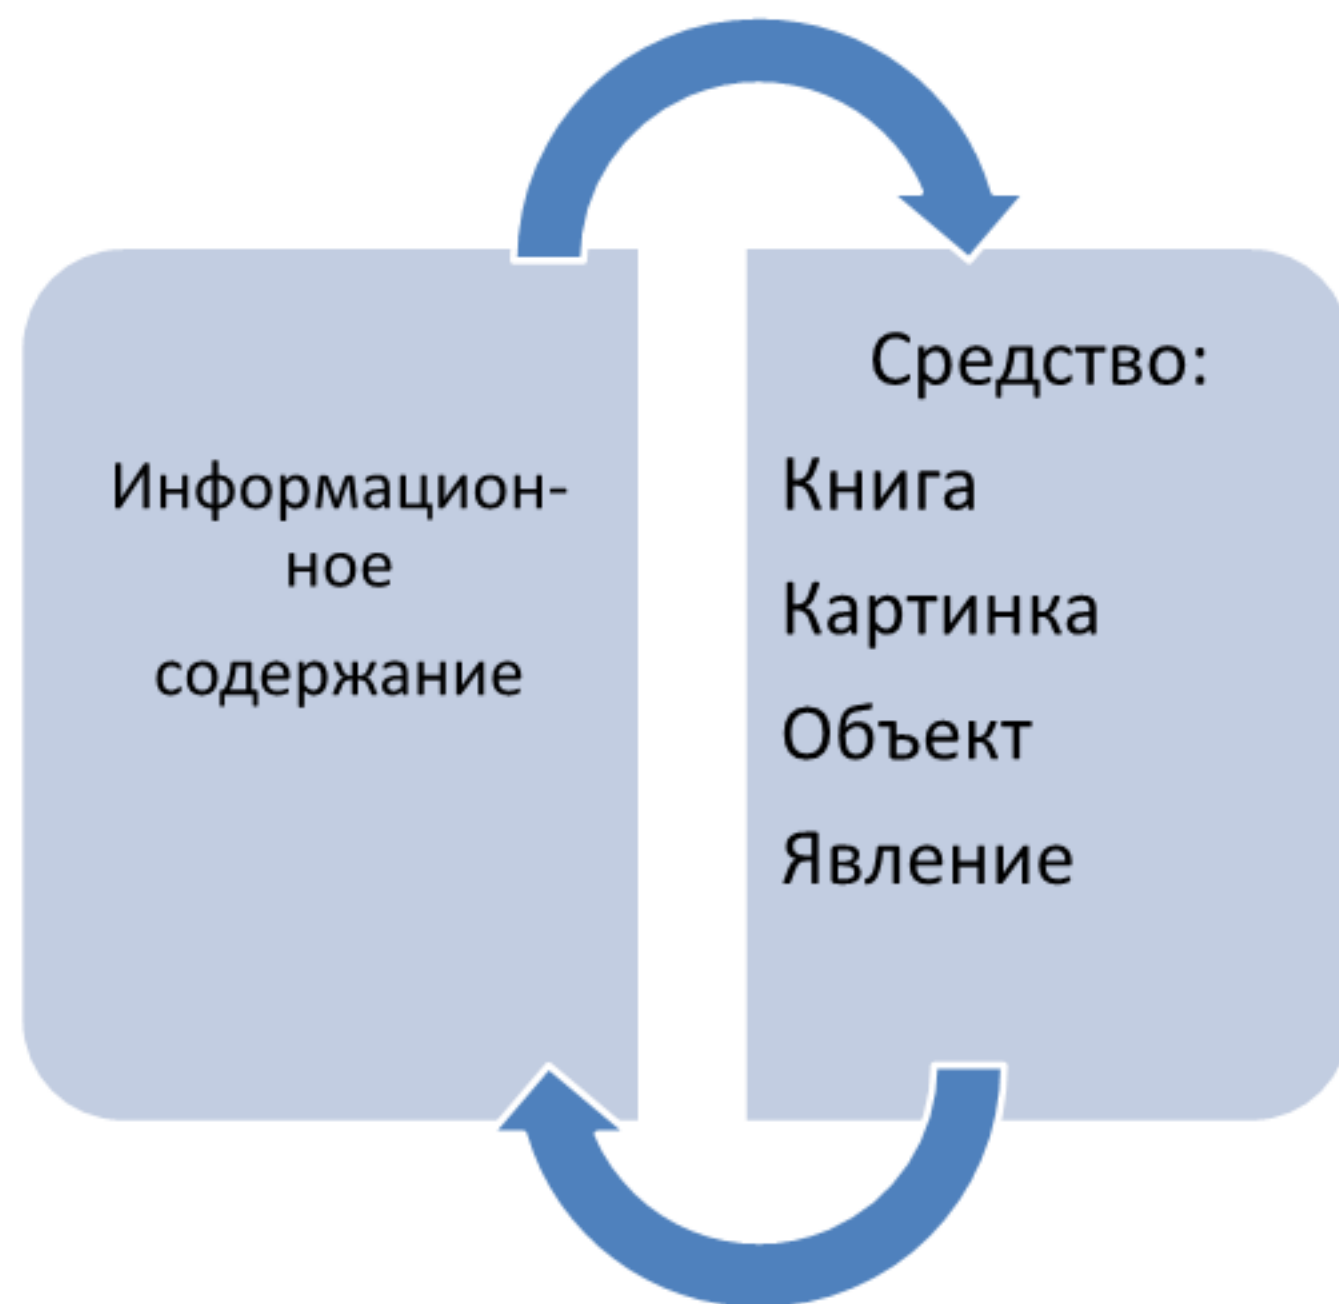 Информацион-
ное
содержание
Средство:
Книга
Картинка
Объект
Явление